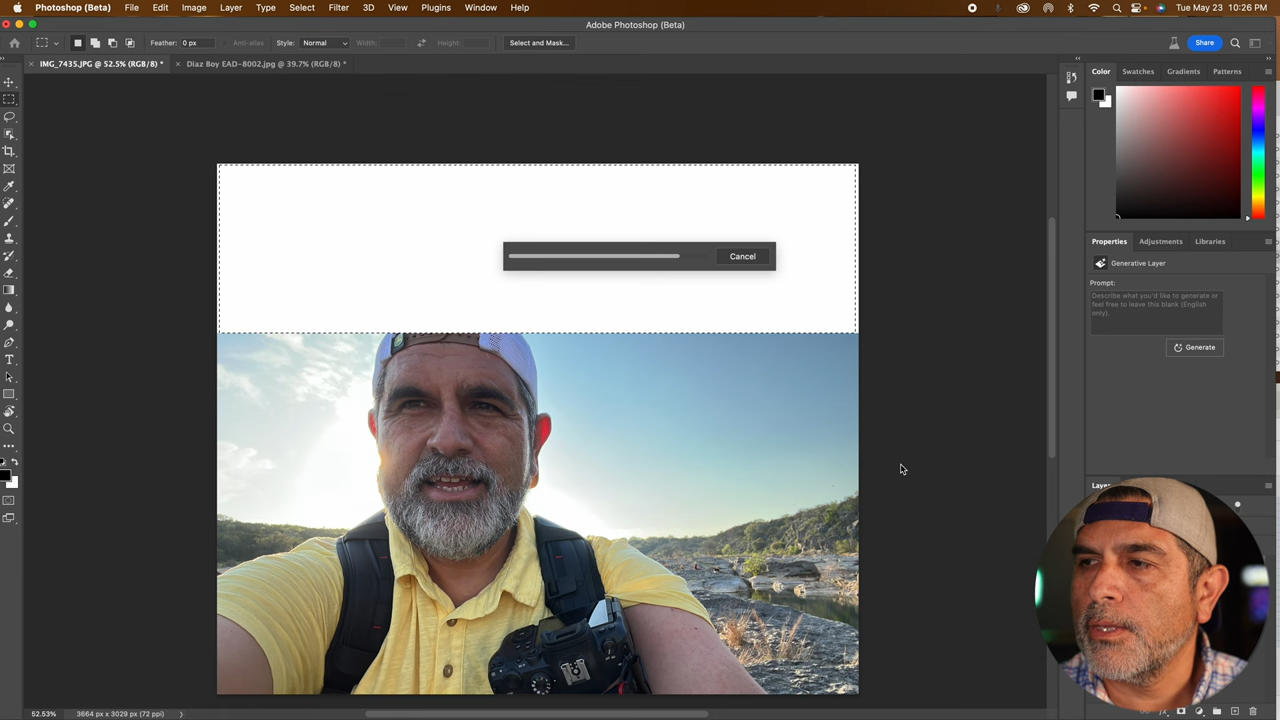 Photoshop (Beta) File Edit Image Layer Type Select Filter 3D View Plugins Window Help Tue May 23 10:26 PM
Adobe Photoshop (Beta)
Feather: 0 px Anti-alias Style: Normal Width: Height: Select and Mask... Share
IMG_7435.JPG @ 52.5% (RGB/8) * Diaz Boy EAD-8002.jpg @ 39.7% (RGB/8) *
Color Swatches Gradients Patterns
Cancel
Properties Adjustments Libraries
Generative Layer
Prompt:
Describe what you'd like to generate or
feel free to leave this blank (English
only).
Generate
52.53% 3664 px x 3029 px (72 ppi)